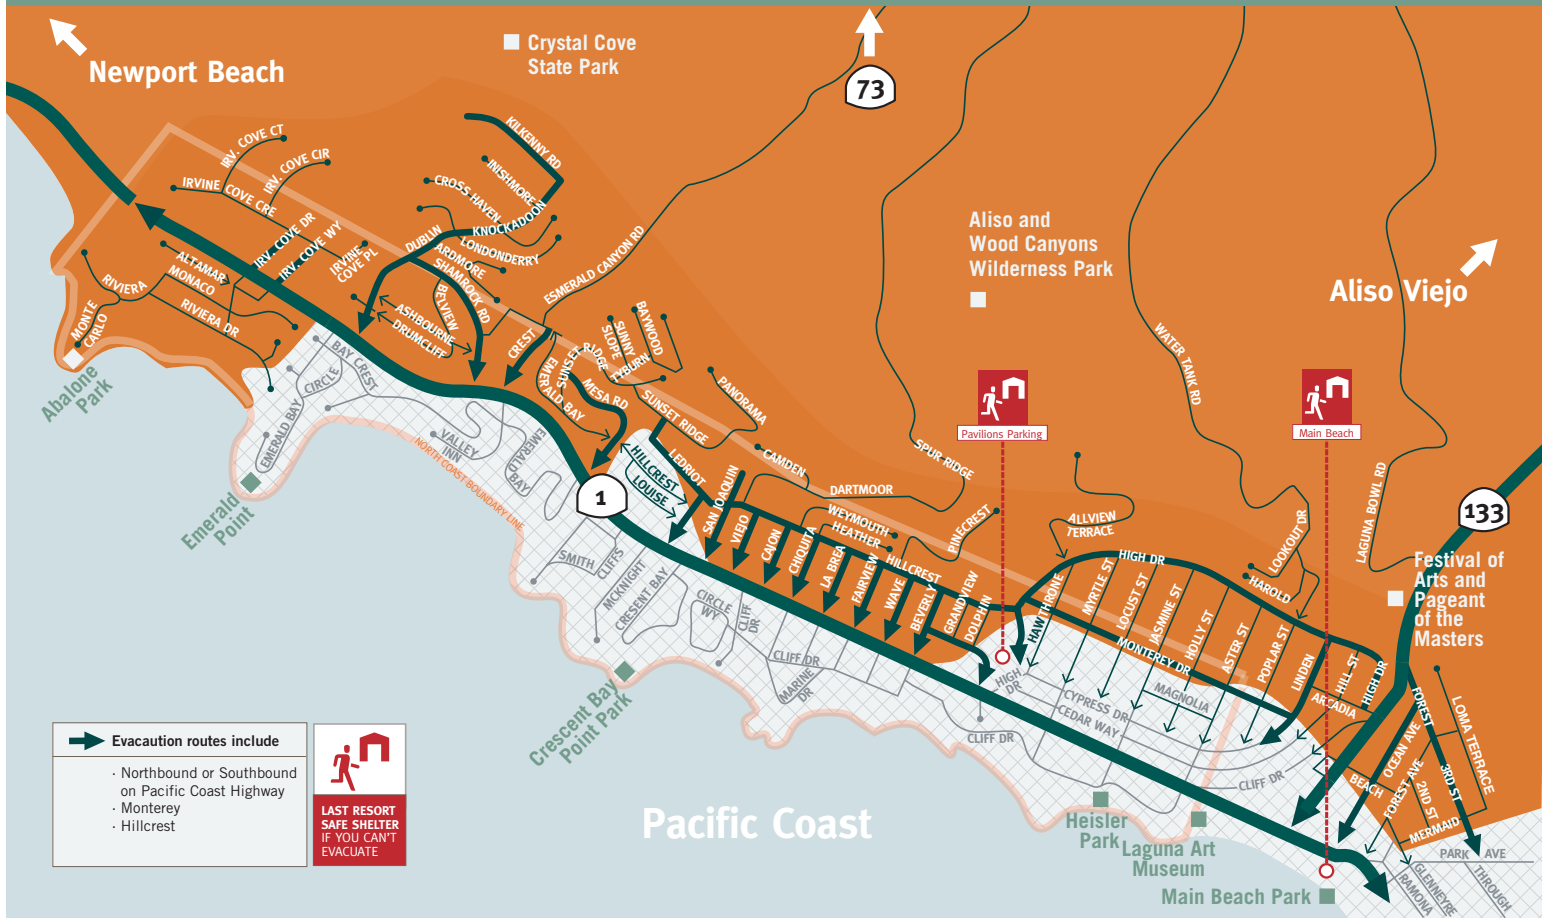 Newport Beach
Crystal Cove
State Park
73
Aliso and
Wood Canyons
Wilderness Park
Aliso Viejo
IRV. COVE CT
IRV. COVE CIR
IRVINE COVE CRE
IRV. COVE DR
IRV. COVE WY
IRVINE
COVE PL
ALTAMAR
MONACO
RIVIERA
RIVIERA DR
MONTE
CARLO
Abalone
Park
KILKENNY RD
INISHMORE
CROSS HAVEN
KNOCKADOON
DUBLIN
LONDONDERRY
ARDMORE
SHAMROCK RD
BELVIEW
ASHBOURNE
DRUMCLIFF
CREST
ESMERALD CANYON RD
EMERALD BAY
SUNSET RIDGE
SUNNY
SLOPE
BAYWOOD
TYBURN
MESA RD
SUNSET RIDGE
PANORAMA
CAMDEN
DARTMOOR
SPUR RIDGE
WATER TANK RD
LAGUNA BOWL RD
Pavilions Parking
Main Beach
BAY CREST
CIRCLE
EMERALD BAY
VALLEY
INN
EMERALD
BAY
NORTH COAST BOUNDARY LINE
Emerald
Point
1
HILLCREST
LOUISE
LEDRIOT
SAN JOAQUIN
VIEJO
CAJON
CHIQUITA
LA BREA
FAIRVIEW
WAVE
BEVERLY
GRANDVIEW
DOLPHIN
WEYMOUTH
HEATHER
HILLCREST
PINECREST
ALLVIEW
TERRACE
HIGH DR
HAWTHRONE
MYRTLE ST
LOCUST ST
JASMINE ST
HOLLY ST
ASTER ST
POPLAR ST
LINDEN
HILL ST
HIGH DR
MONTEREY DR
LOOKOUT DR
HAROLD
133
Festival of
Arts and
Pageant
of the
Masters
SMITH
CLIFFS
MCKNIGHT
CRESENT BAY
CIRCLE
WY
CLIFF
DR
CLIFF DR
MARINE
DR
Crescent Bay
Point Park
HIGH
DR
CYPRESS DR
CEDAR WAY
MAGNOLIA
CLIFF DR
CLIFF DR
ARCADIA
FOREST
LOMA TERRACE
OCEAN AVE
FOREST AVE
BEACH
2ND ST
3RD ST
MERMAID
PARK AVE
GLENNEYRE
RAMONA
THROUGH
Heisler
Park
Laguna Art
Museum
Main Beach Park
Pacific Coast
Evacaution routes include
· Northbound or Southbound
on Pacific Coast Highway
· Monterey
· Hillcrest
LAST RESORT
SAFE SHELTER
IF YOU CAN'T
EVACUATE